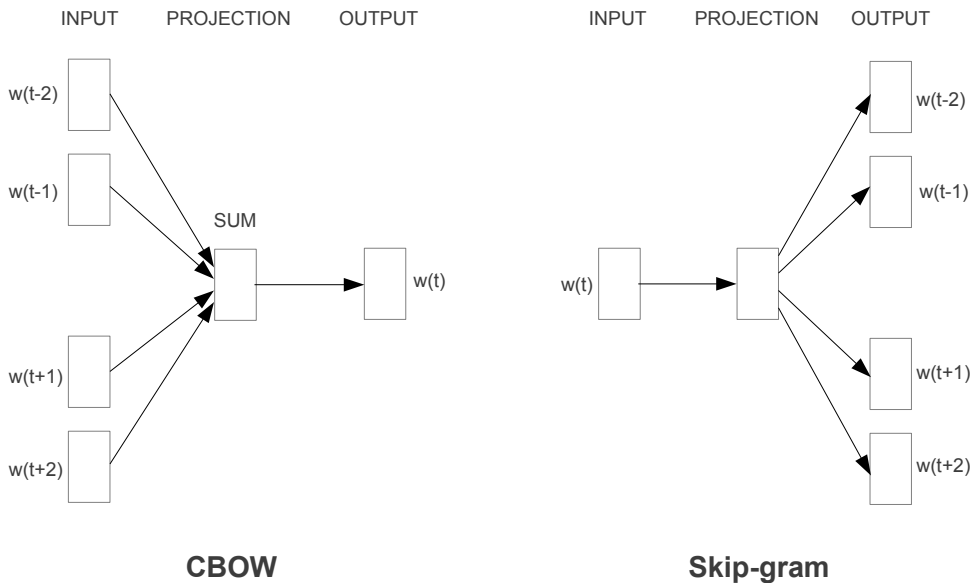 INPUT PROJECTION OUTPUT
w(t-2)
w(t-1)
SUM
w(t)
w(t+1)
w(t+2)
CBOW
INPUT PROJECTION OUTPUT
w(t-2)
w(t-1)
w(t)
w(t+1)
w(t+2)
Skip-gram